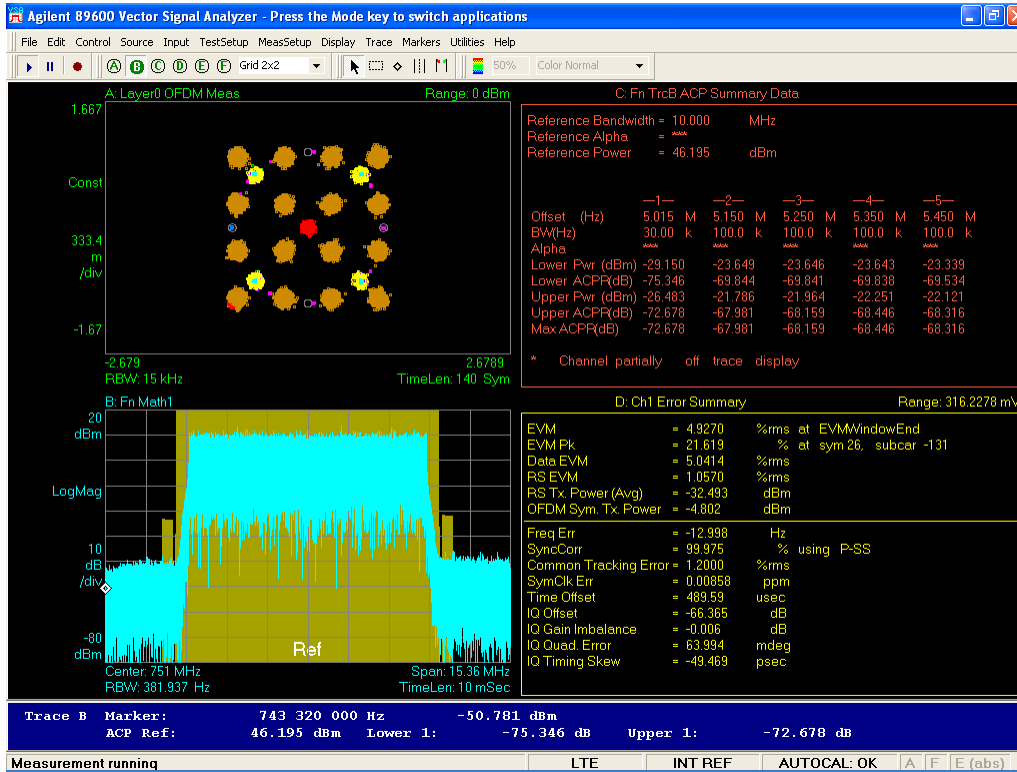 Agilent 89600 Vector Signal Analyzer - Press the Mode key to switch applications
File Edit Control Source Input TestSetup MeasSetup Display Trace Markers Utilities Help
A B C D E F Grid 2x2 50% Color Normal
A: Layer0 OFDM Meas Range: 0 dBm
1.667
Const
333.4
m
/div
-1.67
-2.679 2.6789
RBW: 15 kHz TimeLen: 140 Sym
C: Fn TrcB ACP Summary Data
Reference Bandwidth = 10.000 MHz
Reference Alpha = ***
Reference Power = 46.195 dBm
—1— —2— —3— —4— —5—
Offset (Hz) 5.015 M 5.150 M 5.250 M 5.350 M 5.450 M
BW(Hz) 30.00 k 100.0 k 100.0 k 100.0 k 100.0 k
Alpha *** *** *** *** ***
Lower Pwr (dBm) -29.150 -23.649 -23.646 -23.643 -23.339
Lower ACPR(dB) -75.346 -69.844 -69.841 -69.838 -69.534
Upper Pwr (dBm) -26.483 -21.786 -21.964 -22.251 -22.121
Upper ACPR(dB) -72.678 -67.981 -68.159 -68.446 -68.316
Max ACPR(dB) -72.678 -67.981 -68.159 -68.446 -68.316
* Channel partially off trace display
B: Fn Math1
20
dBm
LogMag
10
dB
/div
-80
dBm
Ref
Center: 751 MHz Span: 15.36 MHz
RBW: 381.937 Hz TimeLen: 10 mSec
D: Ch1 Error Summary Range: 316.2278 mV
EVM = 4.9270 %rms at EVMWindowEnd
EVM Pk = 21.619 % at sym 26, subcar -131
Data EVM = 5.0414 %rms
RS EVM = 1.0570 %rms
RS Tx. Power (Avg) = -32.493 dBm
OFDM Sym. Tx. Power = -4.802 dBm
Freq Err = -12.998 Hz
SyncCorr = 99.975 % using P-SS
Common Tracking Error = 1.2000 %rms
SymClk Err = 0.00858 ppm
Time Offset = 489.59 usec
IQ Offset = -66.365 dB
IQ Gain Imbalance = -0.006 dB
IQ Quad. Error = 63.994 mdeg
IQ Timing Skew = -49.469 psec
Trace B Marker: 743 320 000 Hz -50.781 dBm
ACP Ref: 46.195 dBm Lower 1: -75.346 dB Upper 1: -72.678 dB
Measurement running LTE INT REF AUTOCAL: OK A F E (abs)